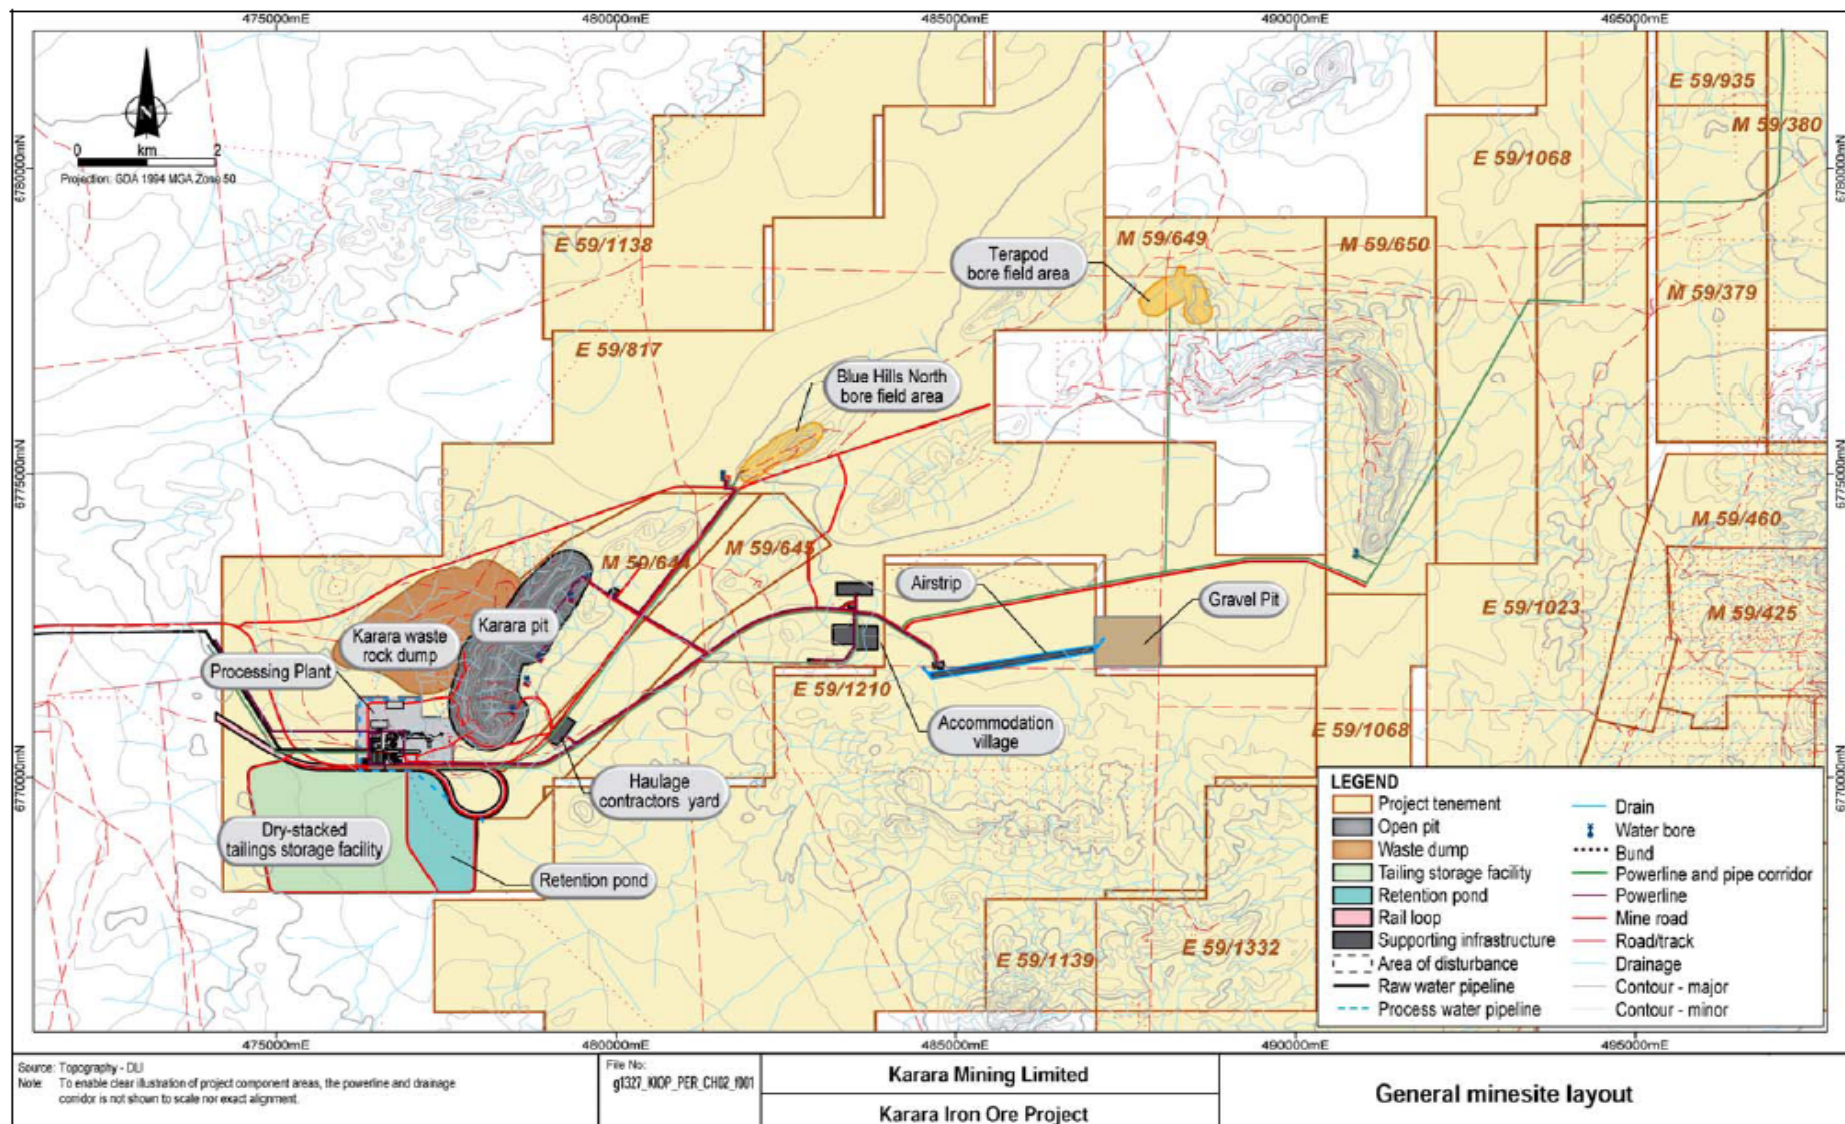 475000mE
480000mE
485000mE
490000mE
495000mE
6780000mN
6775000mN
6770000mN
N
0 km 2
Projection: GDA 1994 MGA Zone 50
E 59/935
M 59/380
E 59/1068
E 59/1138
M 59/649
M 59/650
Terapod
bore field area
M 59/379
E 59/817
Blue Hills North
bore field area
M 59/460
M 59/644
M 59/645
Airstrip
Gravel Pit
E 59/1023
M 59/425
Karara waste
rock dump
Karara pit
Processing Plant
E 59/1210
Accommodation
village
E 59/1068
Haulage
contractors yard
Dry-stacked
tailings storage facility
Retention pond
E 59/1139
E 59/1332
LEGEND
Project tenement
Open pit
Waste dump
Tailing storage facility
Retention pond
Rail loop
Supporting infrastructure
Area of disturbance
Raw water pipeline
Process water pipeline
Drain
Water bore
Bund
Powerline and pipe corridor
Powerline
Mine road
Road/track
Drainage
Contour - major
Contour - minor
6780000mN
6775000mN
6770000mN
475000mE
480000mE
485000mE
490000mE
495000mE
Source: Topography - DLI
Note: To enable clear illustration of project component areas, the powerline and drainage
corridor is not shown to scale nor exact alignment.
File No:
g1327_KIOP_PER_CH02_f001
Karara Mining Limited
Karara Iron Ore Project
General minesite layout